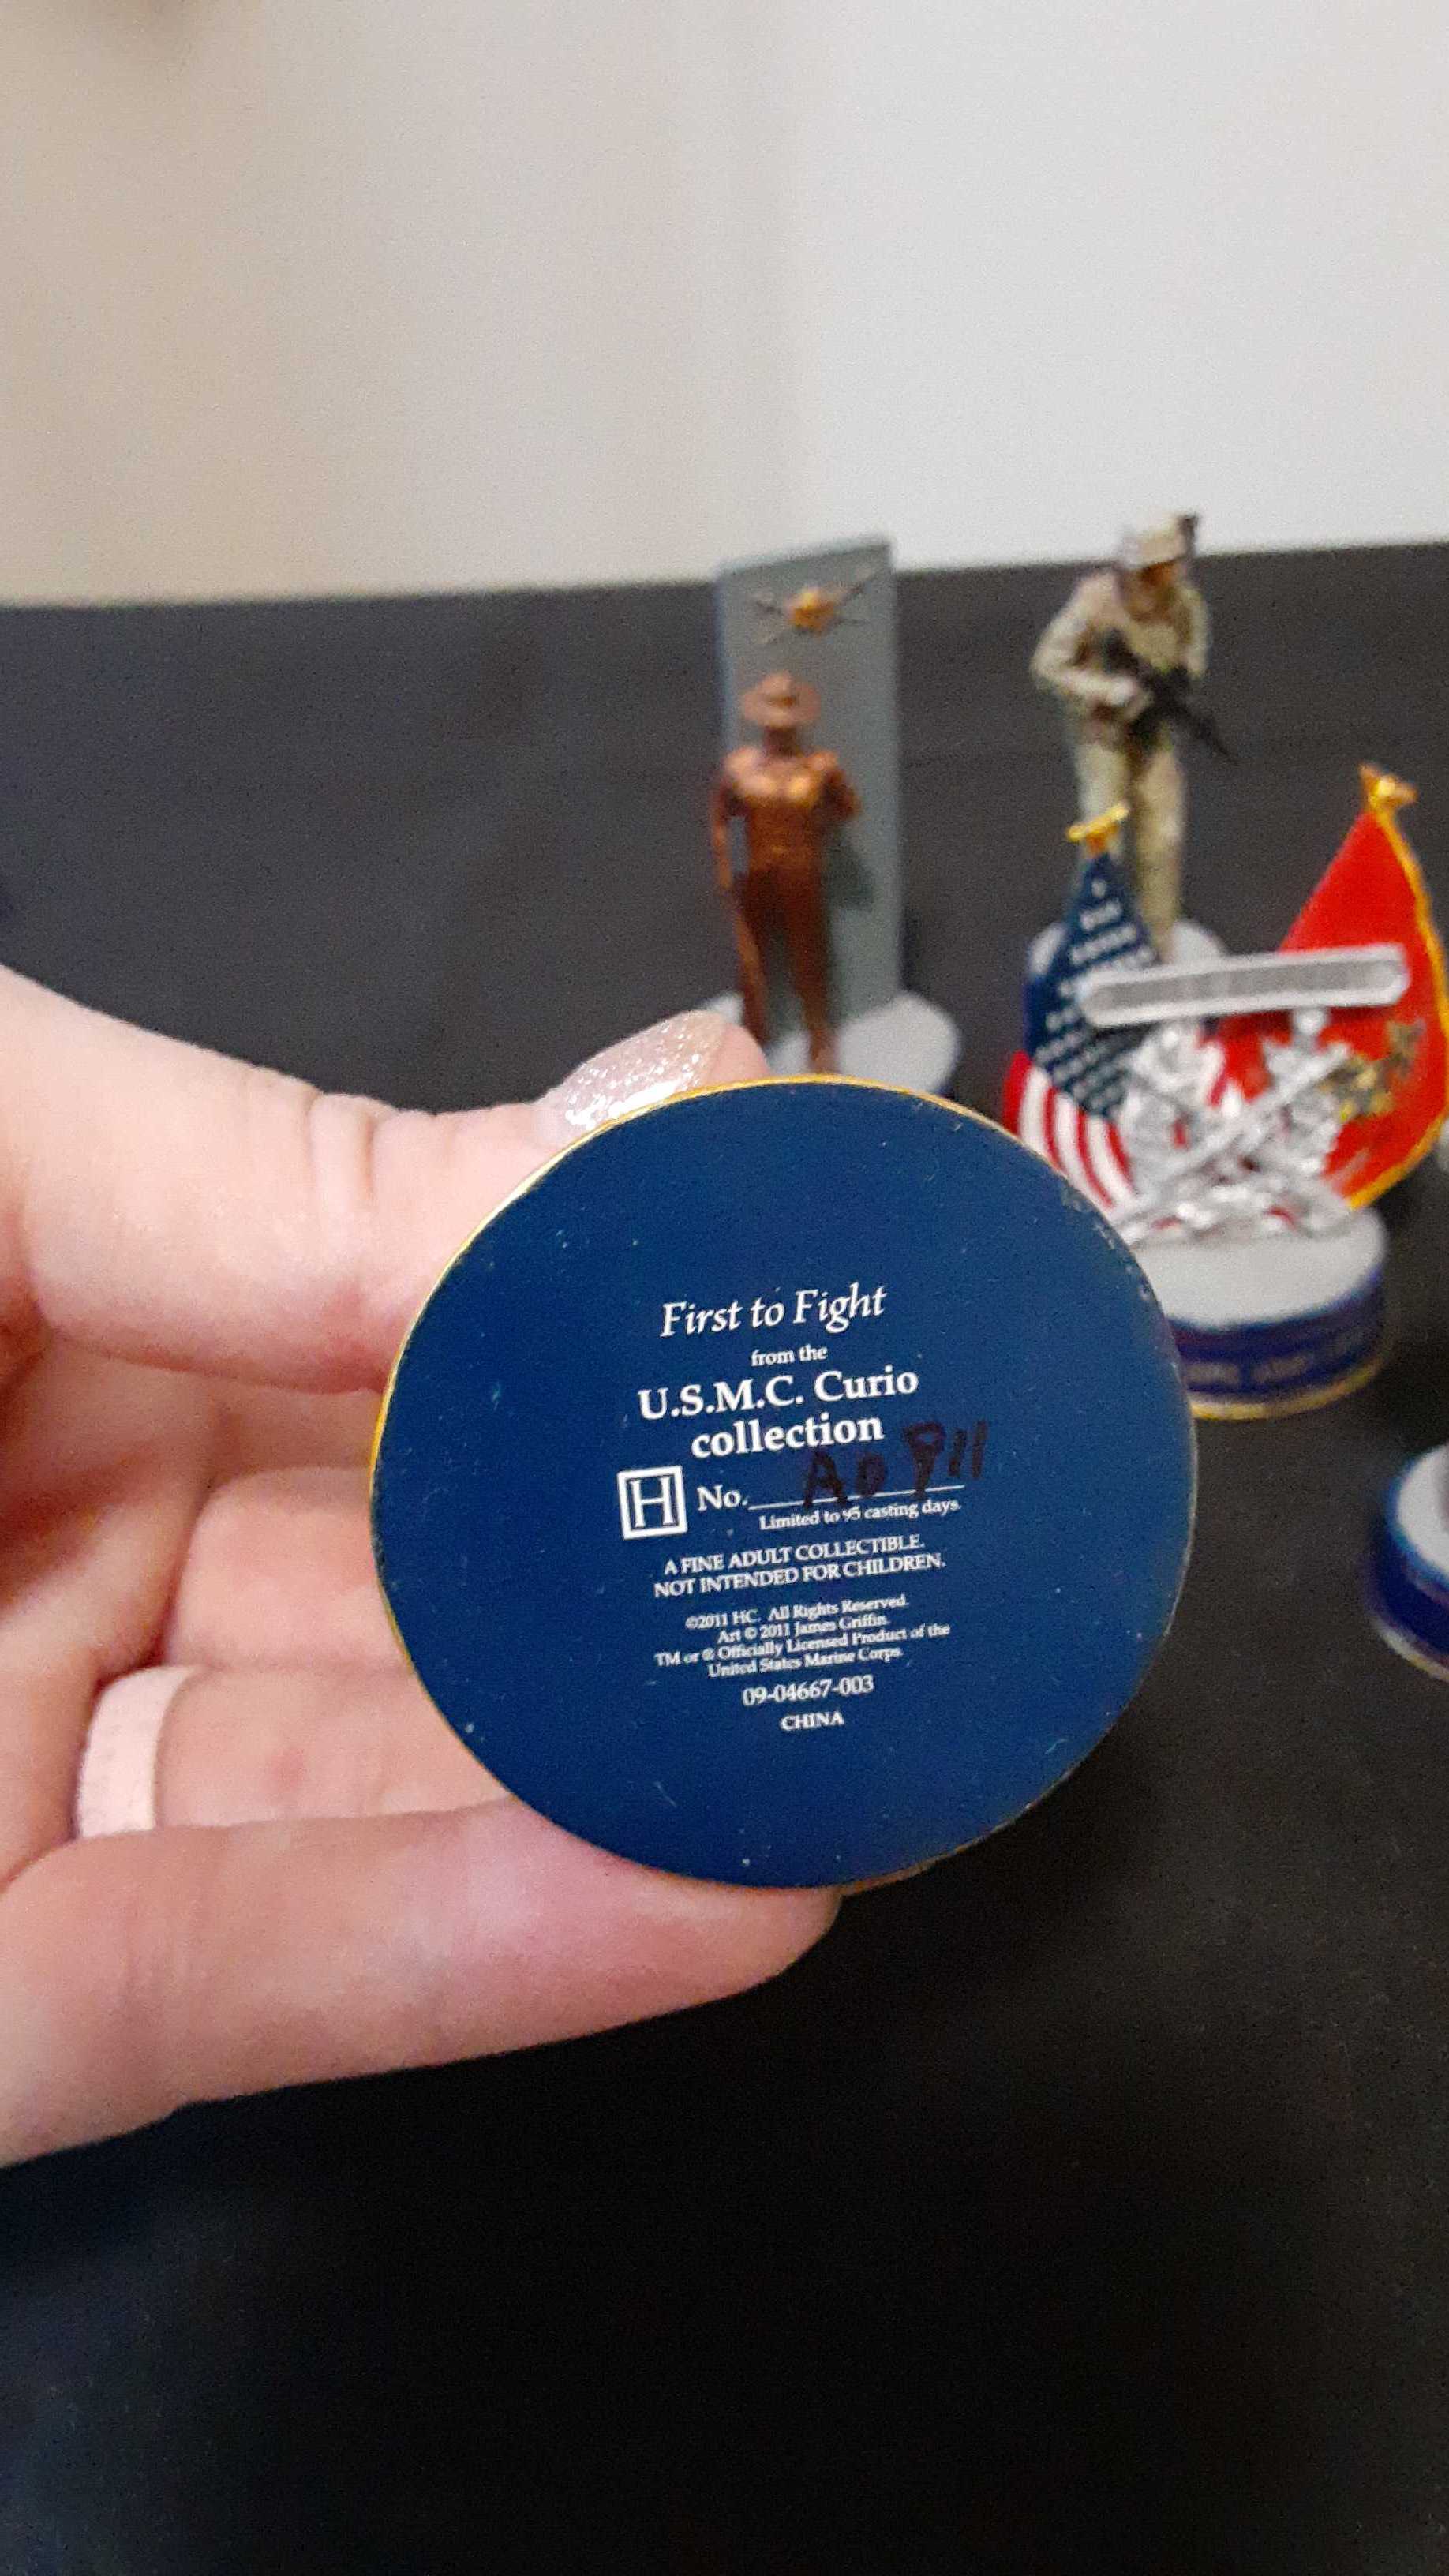 First to Fight
from the
U.S.M.C. Curio
collection
H No. A0911
Limited to 95 casting days.
A FINE ADULT COLLECTIBLE.
NOT INTENDED FOR CHILDREN.
©2011 HC. All Rights Reserved.
Art © 2011 James Griffin.
TM or ® Officially Licensed Product of the
United States Marine Corps.
09-04667-003
CHINA